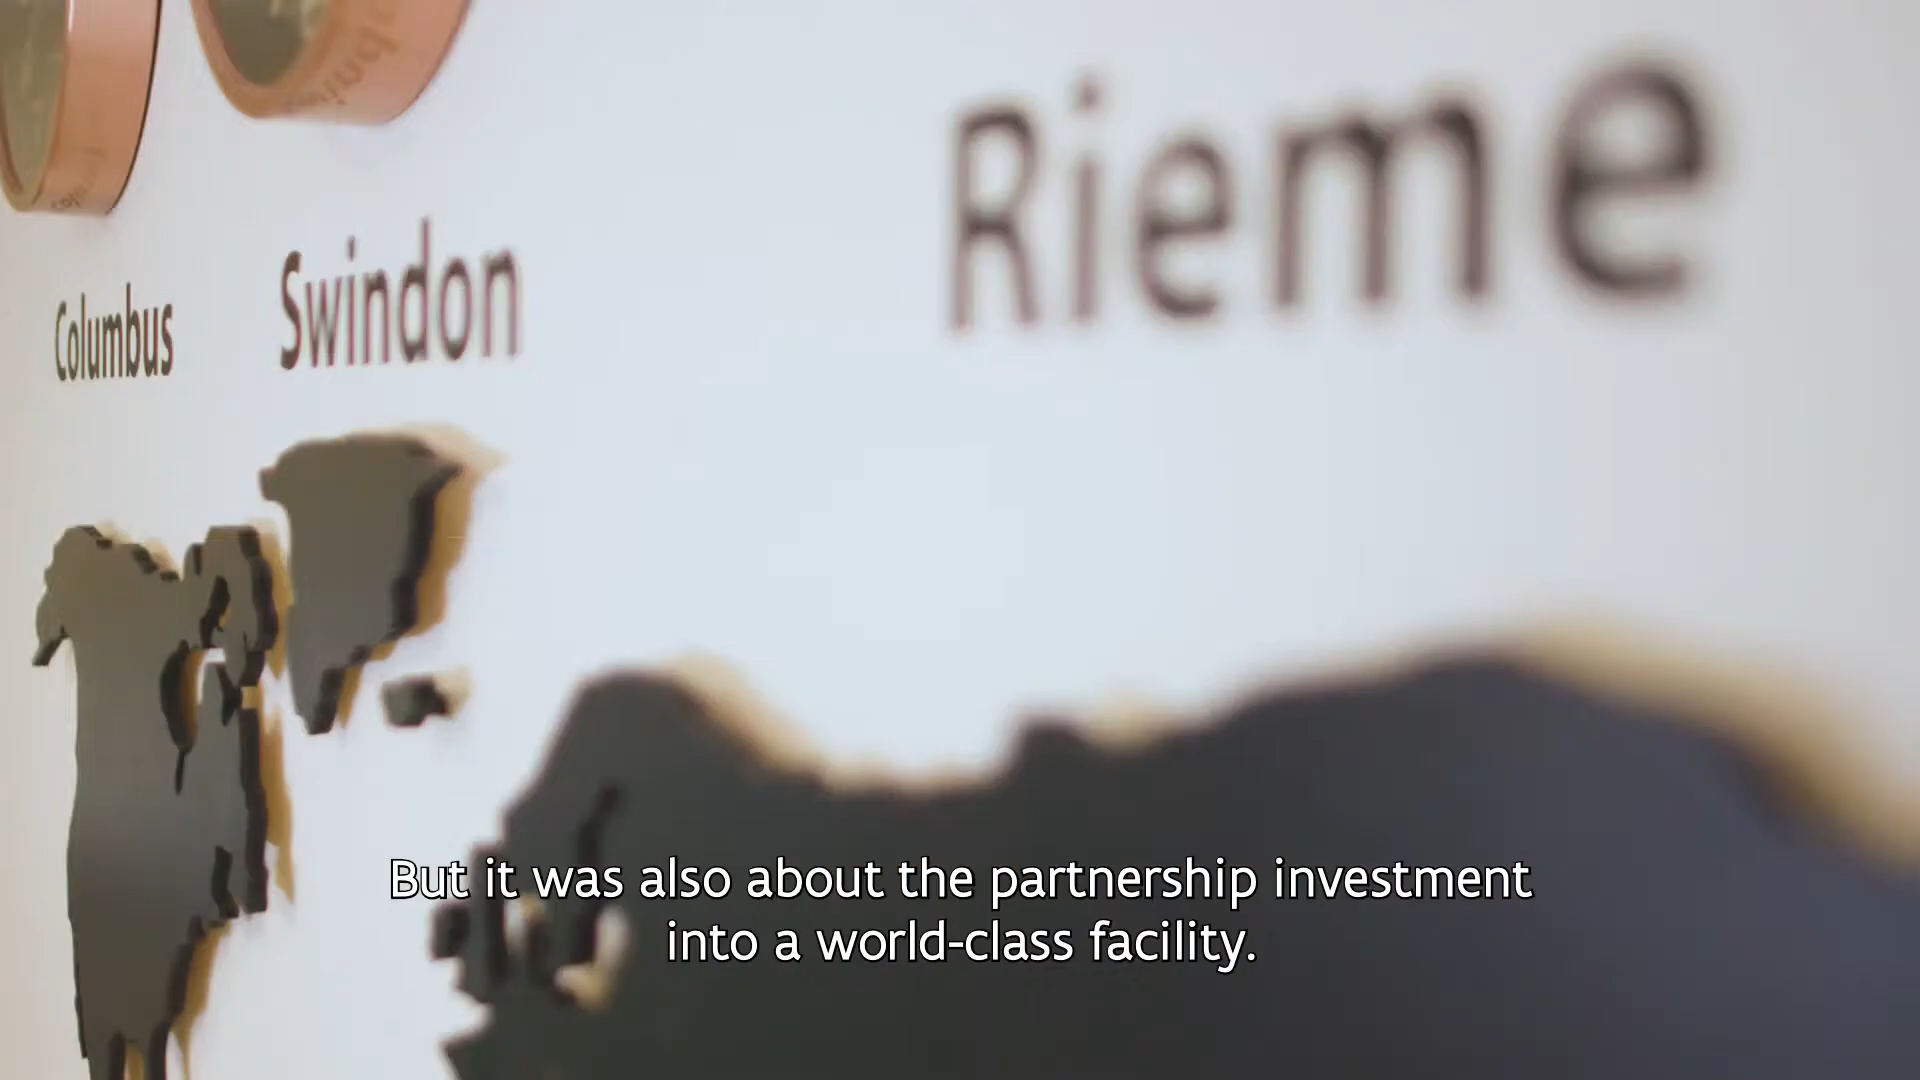 Rieme
Swindon
Columbus
But it was also about the partnership investment
into a world-class facility.